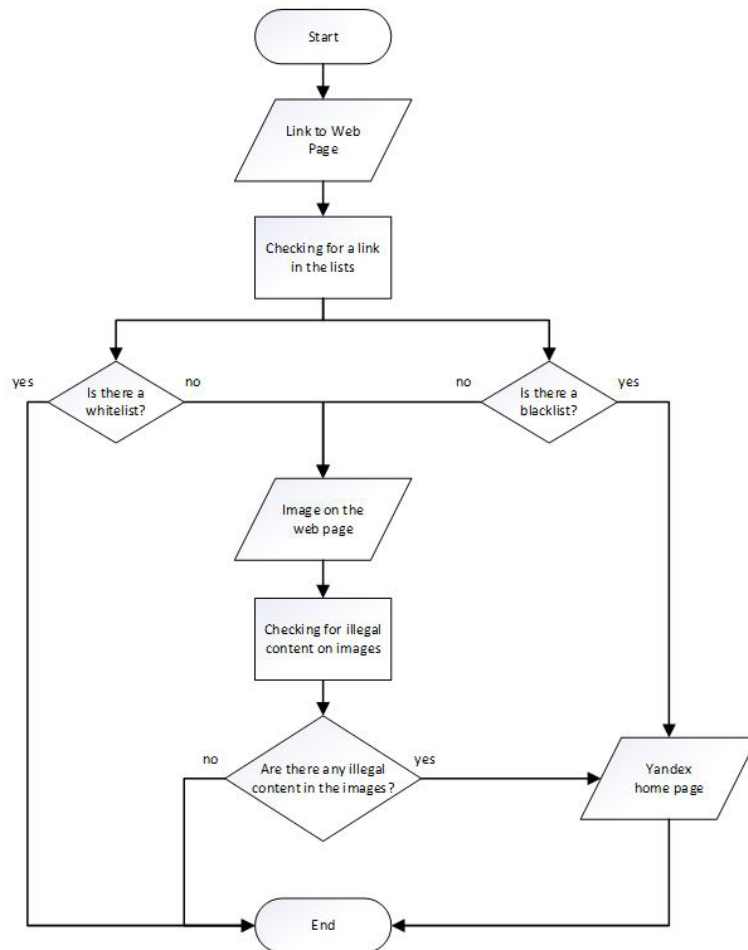 Start
Link to Web
Page
Checking for a link
in the lists
yes
Is there a
whitelist?
no
no
Is there a
blacklist?
yes
Image on the
web page
Checking for illegal
content on images
no
Are there any illegal
content in the images?
yes
Yandex
home page
End